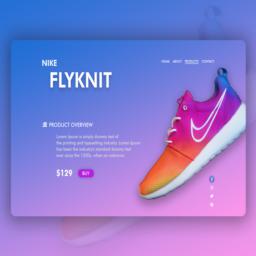 NIKE
HOME ABOUT PRODUCTS CONTACT
FLYKNIT
PRODUCT OVERVIEW
Lorem Ipsum is simply dummy text of
the printing and typesetting industry. Lorem Ipsum
has been the industry's standard dummy text
ever since the 1500s, when an unknown
$129 BUY